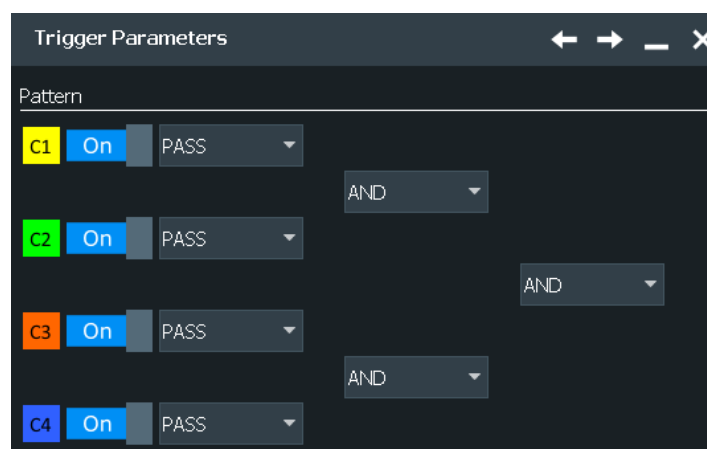 Trigger Parameters
Pattern
C1 On PASS
AND
C2 On PASS
AND
C3 On PASS
AND
C4 On PASS